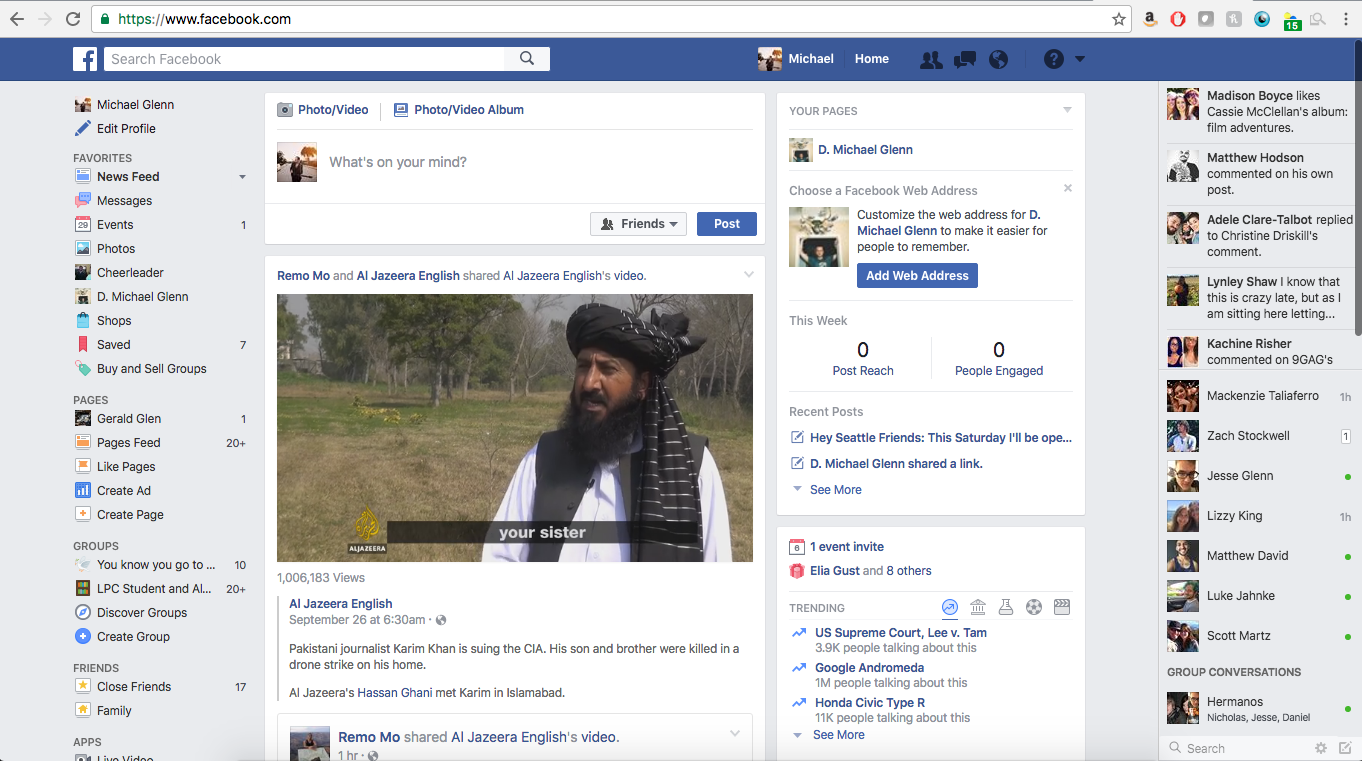 https://www.facebook.com
15
Search Facebook
Michael
Home
Michael Glenn
Edit Profile
FAVORITES
News Feed
Messages
29
Events 1
Photos
Cheerleader
D. Michael Glenn
Shops
Saved 7
Buy and Sell Groups
PAGES
Gerald Glen 1
Pages Feed 20+
Like Pages
Create Ad
Create Page
GROUPS
You know you go to ... 10
LPC Student and Al... 20+
Discover Groups
Create Group
FRIENDS
Close Friends 17
Family
APPS
Live Video
Photo/Video
Photo/Video Album
What's on your mind?
Friends
Post
Remo Mo and Al Jazeera English shared Al Jazeera English's video.
your sister
ALJAZEERA
1,006,183 Views
Al Jazeera English
September 26 at 6:30am ·
Pakistani journalist Karim Khan is suing the CIA. His son and brother were killed in a
drone strike on his home.
Al Jazeera's Hassan Ghani met Karim in Islamabad.
Remo Mo shared Al Jazeera English's video.
1 hr ·
YOUR PAGES
D. Michael Glenn
Choose a Facebook Web Address
Customize the web address for D.
Michael Glenn to make it easier for
people to remember.
Add Web Address
This Week
0
Post Reach
0
People Engaged
Recent Posts
Hey Seattle Friends: This Saturday I'll be ope...
D. Michael Glenn shared a link.
See More
6
1 event invite
Elia Gust and 8 others
TRENDING
US Supreme Court, Lee v. Tam
3.9K people talking about this
Google Andromeda
1M people talking about this
Honda Civic Type R
11K people talking about this
See More
Madison Boyce likes
Cassie McClellan's album:
film adventures.
Matthew Hodson
commented on his own
post.
Adele Clare-Talbot replied
to Christine Driskill's
comment.
Lynley Shaw I know that
this is crazy late, but as I
am sitting here letting...
Kachine Risher
commented on 9GAG's
Mackenzie Taliaferro 1h
Zach Stockwell 1
Jesse Glenn
Lizzy King 1h
Matthew David
Luke Jahnke
Scott Martz
GROUP CONVERSATIONS
Hermanos
Nicholas, Jesse, Daniel
Search